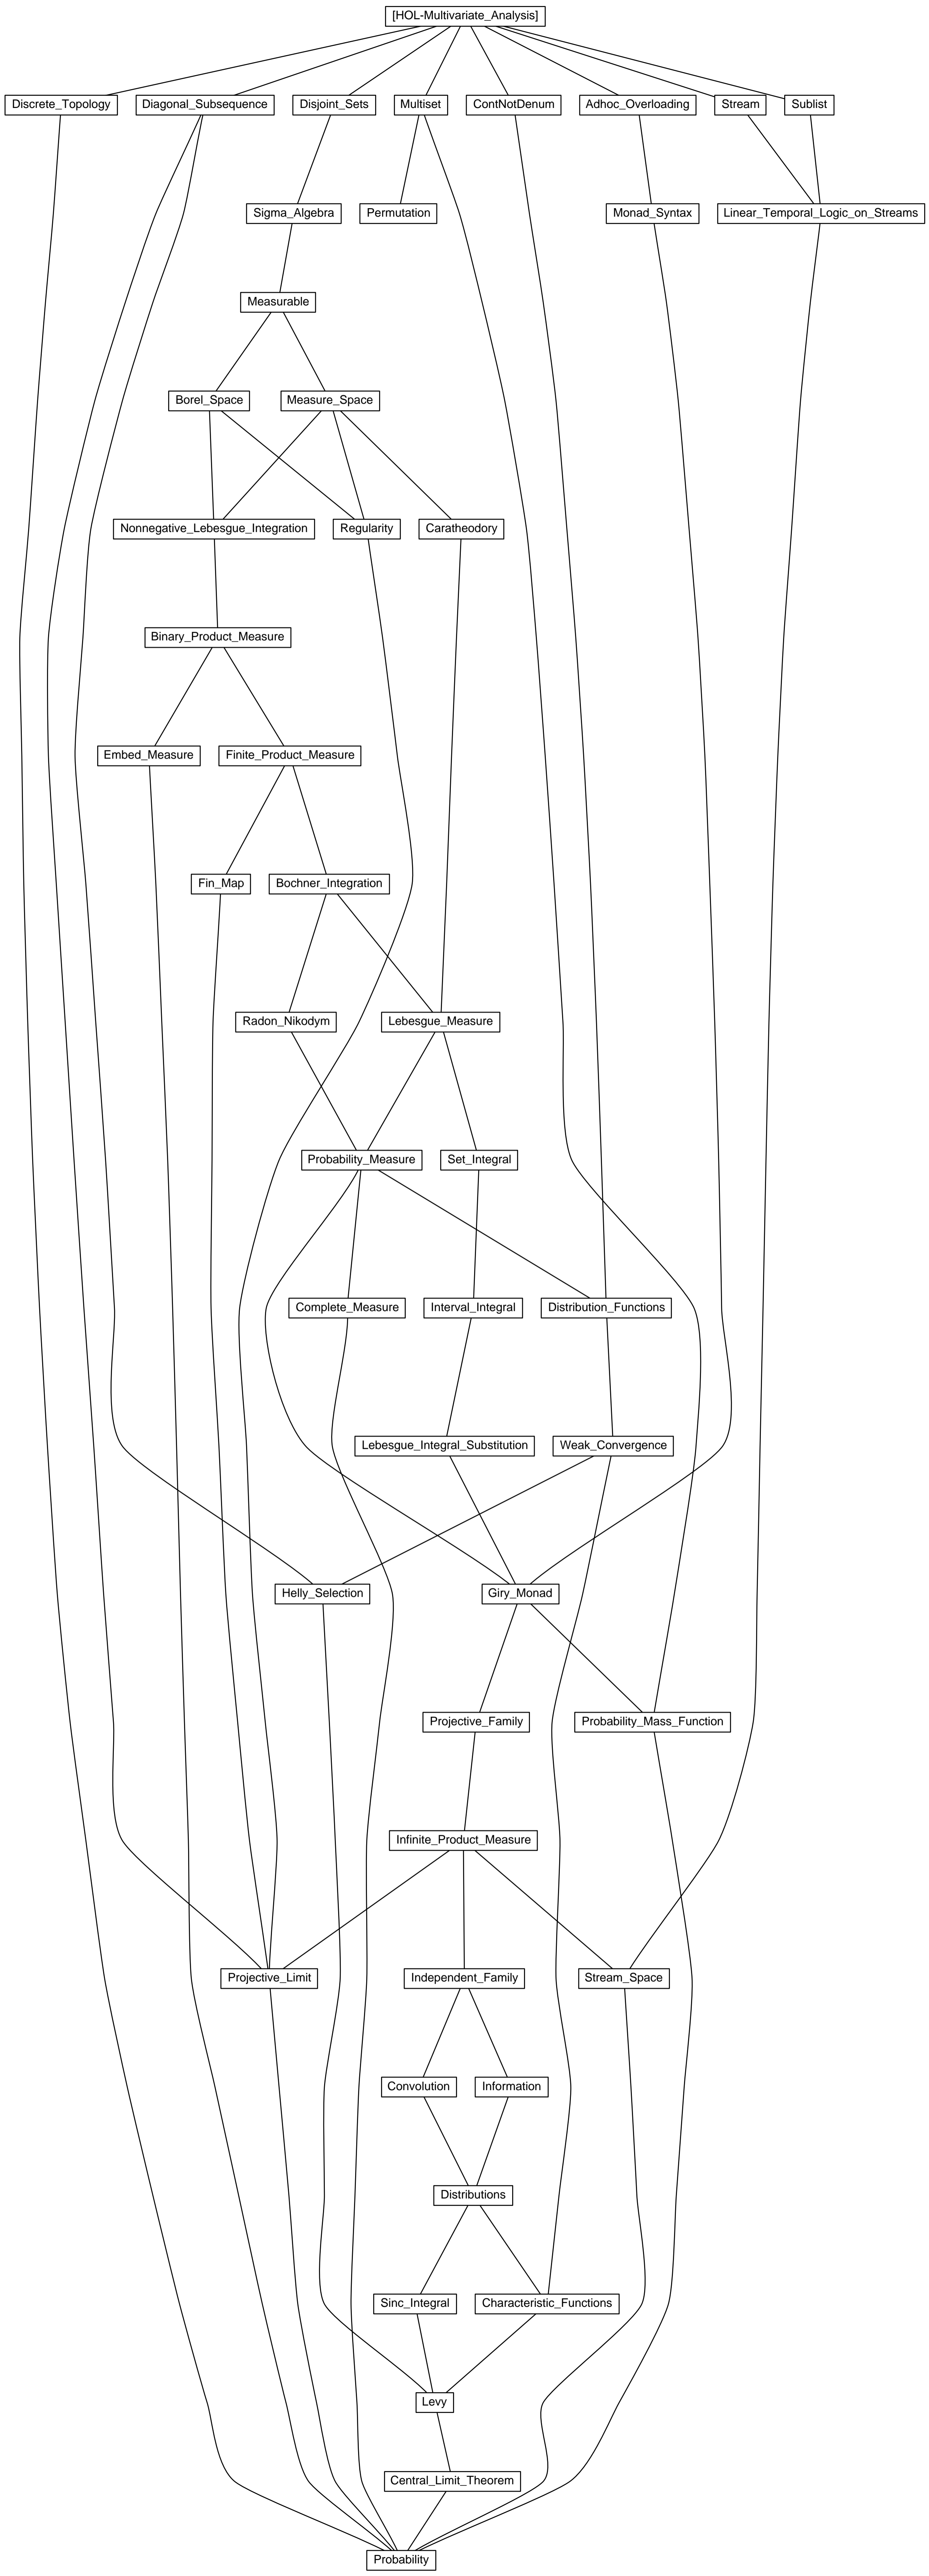 [HOL-Multivariate_Analysis]
Discrete_Topology
Diagonal_Subsequence
Disjoint_Sets
Multiset
ContNotDenum
Adhoc_Overloading
Stream
Sublist
Sigma_Algebra
Permutation
Monad_Syntax
Linear_Temporal_Logic_on_Streams
Measurable
Borel_Space
Measure_Space
Nonnegative_Lebesgue_Integration
Regularity
Caratheodory
Binary_Product_Measure
Embed_Measure
Finite_Product_Measure
Fin_Map
Bochner_Integration
Radon_Nikodym
Lebesgue_Measure
Probability_Measure
Set_Integral
Complete_Measure
Interval_Integral
Distribution_Functions
Lebesgue_Integral_Substitution
Weak_Convergence
Helly_Selection
Giry_Monad
Projective_Family
Probability_Mass_Function
Infinite_Product_Measure
Projective_Limit
Independent_Family
Stream_Space
Convolution
Information
Distributions
Sinc_Integral
Characteristic_Functions
Levy
Central_Limit_Theorem
Probability